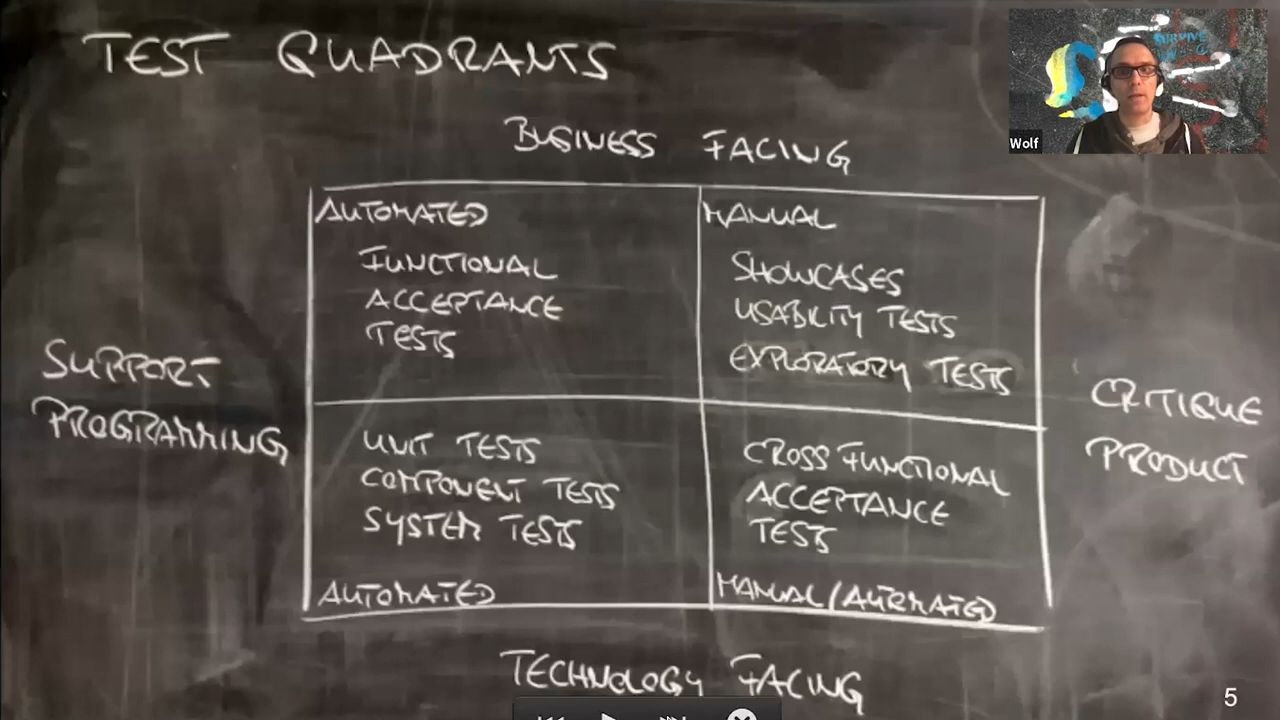 TEST QUADRANTS
SURVIVE
Wolf
BUSINESS FACING
AUTOMATED
FUNCTIONAL
ACCEPTANCE
TESTS
MANUAL
SHOWCASES
USABILITY TESTS
EXPLORATORY TESTS
SUPPORT
PROGRAMMING
CRITIQUE
PRODUCT
UNIT TESTS
COMPONENT TESTS
SYSTEM TESTS
AUTOMATED
CROSS FUNCTIONAL
ACCEPTANCE
TESTS
MANUAL/AUTOMATED
TECHNOLOGY FACING
5